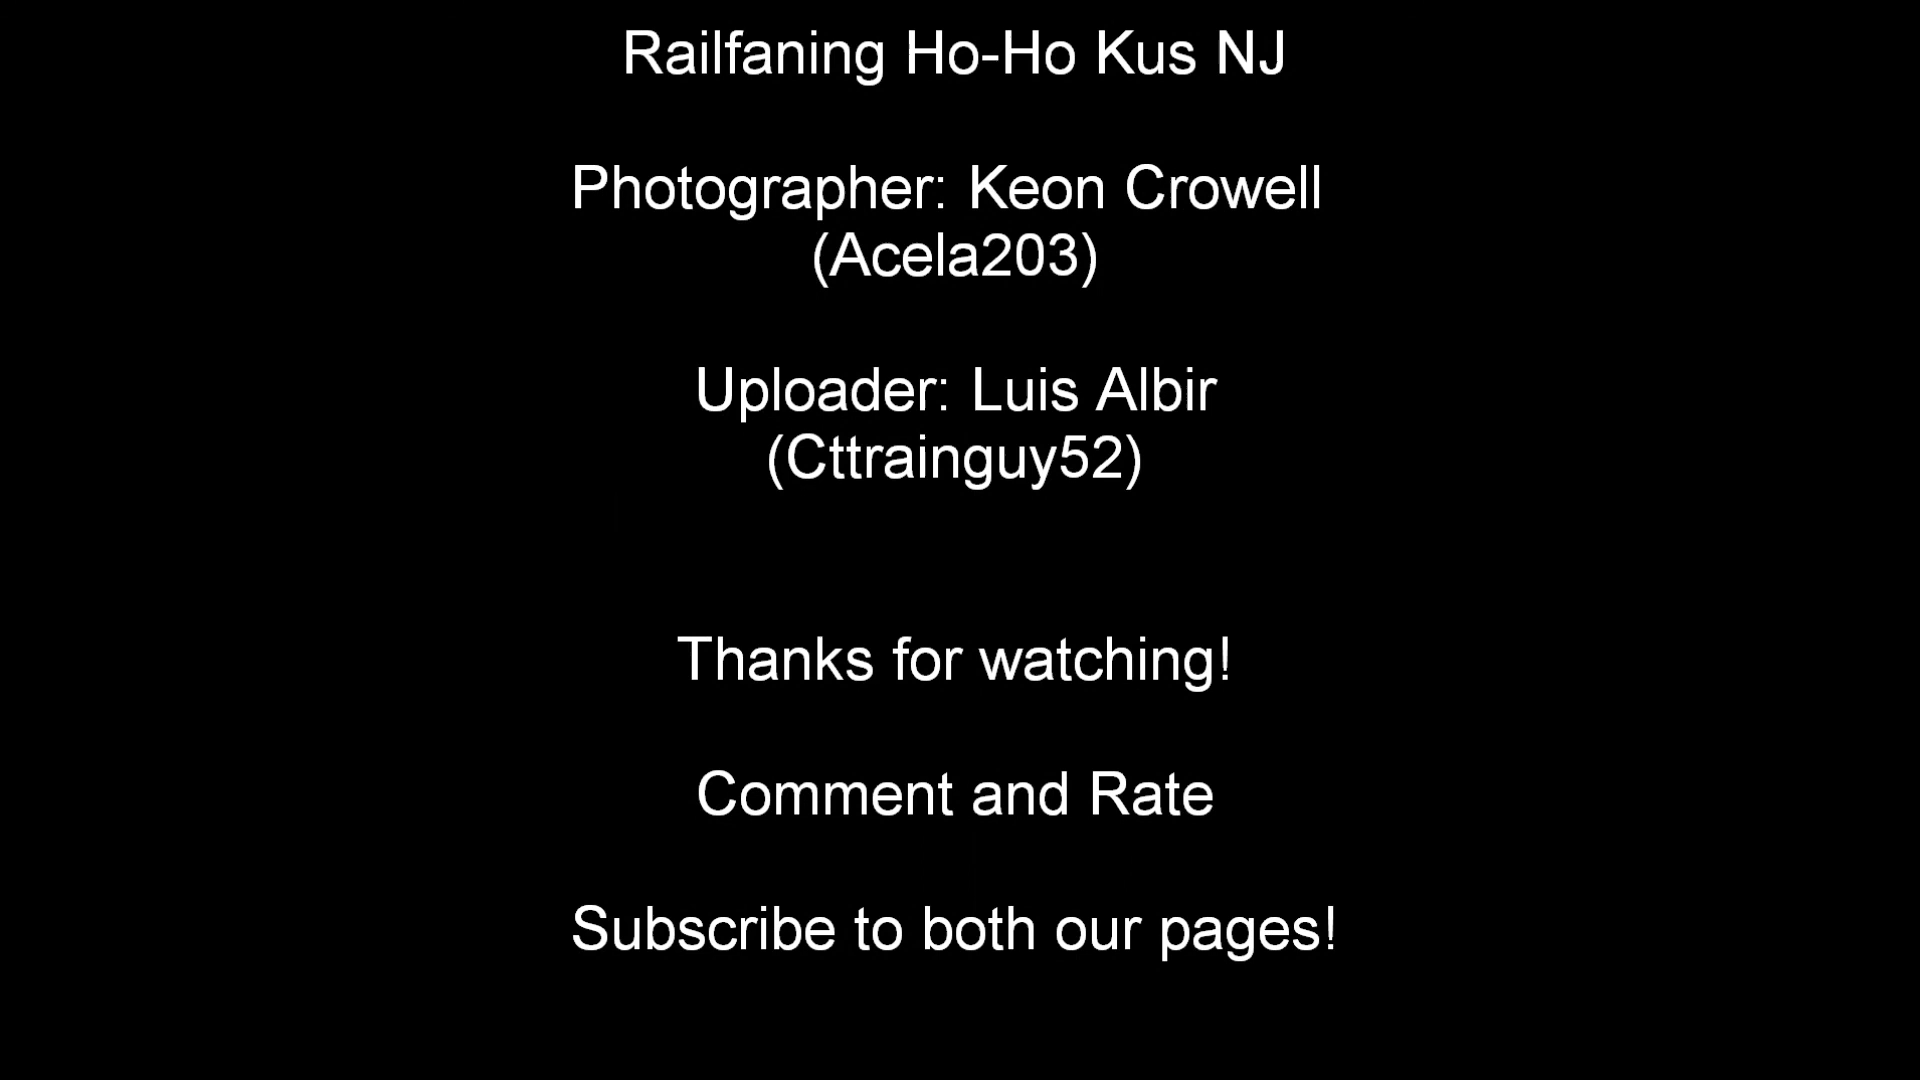 Railfaning Ho-Ho Kus NJ
Photographer: Keon Crowell
(Acela203)
Uploader: Luis Albir
(Cttrainguy52)
Thanks for watching!
Comment and Rate
Subscribe to both our pages!